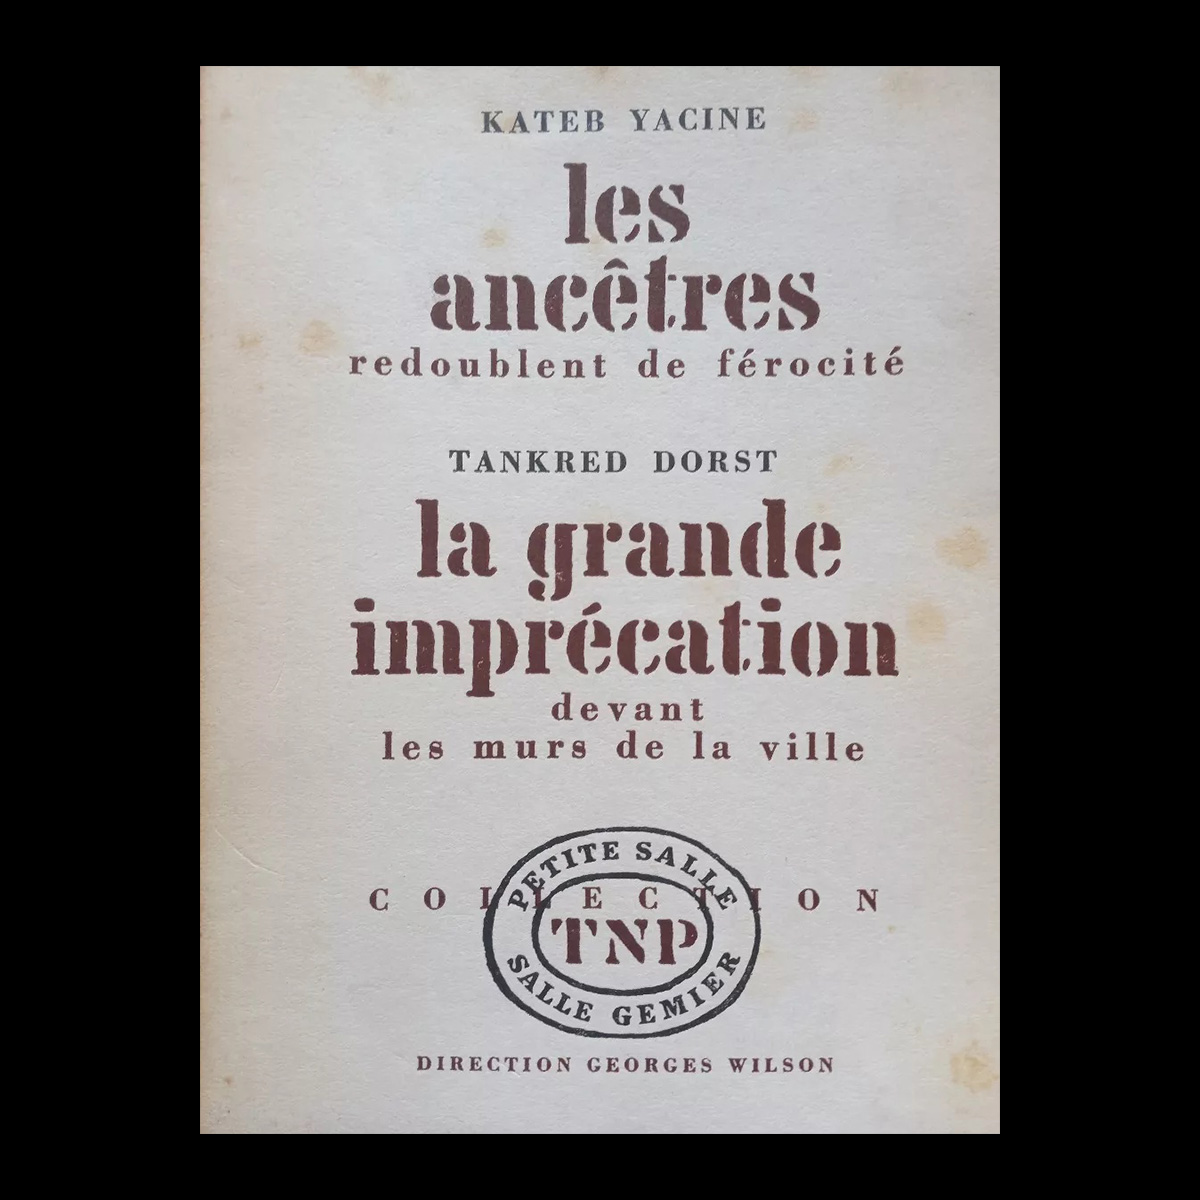 KATEB YACINE
les
ancêtres
redoublent de férocité
TANKRED DORST
la grande
imprécation
devant
les murs de la ville
PETITE SALLE
COLLECTION
TNP
SALLE GEMIER
DIRECTION GEORGES WILSON